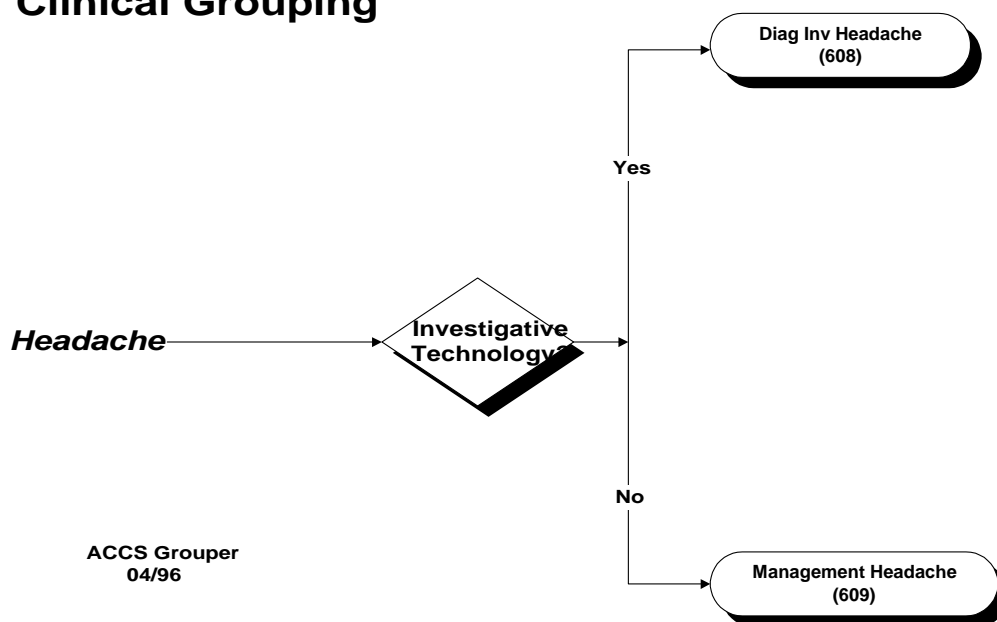 Clinical Grouping
Diag Inv Headache
(608)
Yes
Headache
Investigative
Technology?
No
ACCS Grouper
04/96
Management Headache
(609)